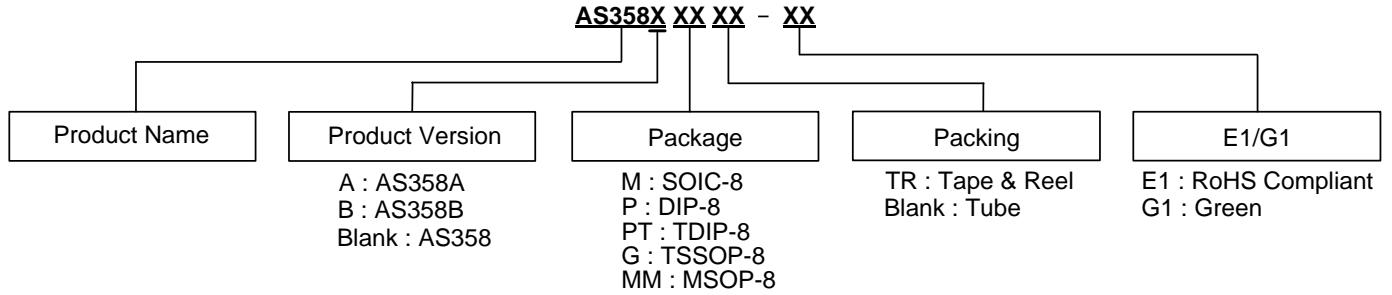 AS358X XX XX - XX
Product Name
Product Version
Package
Packing
E1/G1
A : AS358A
B : AS358B
Blank : AS358
M : SOIC-8
P : DIP-8
PT : TDIP-8
G : TSSOP-8
MM : MSOP-8
TR : Tape & Reel
Blank : Tube
E1 : RoHS Compliant
G1 : Green